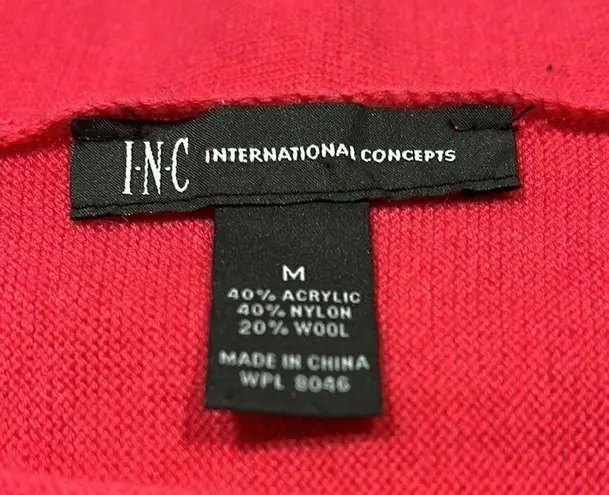 I·N·C INTERNATIONAL CONCEPTS
M
40% ACRYLIC
40% NYLON
20% WOOL
MADE IN CHINA
WPL 8046